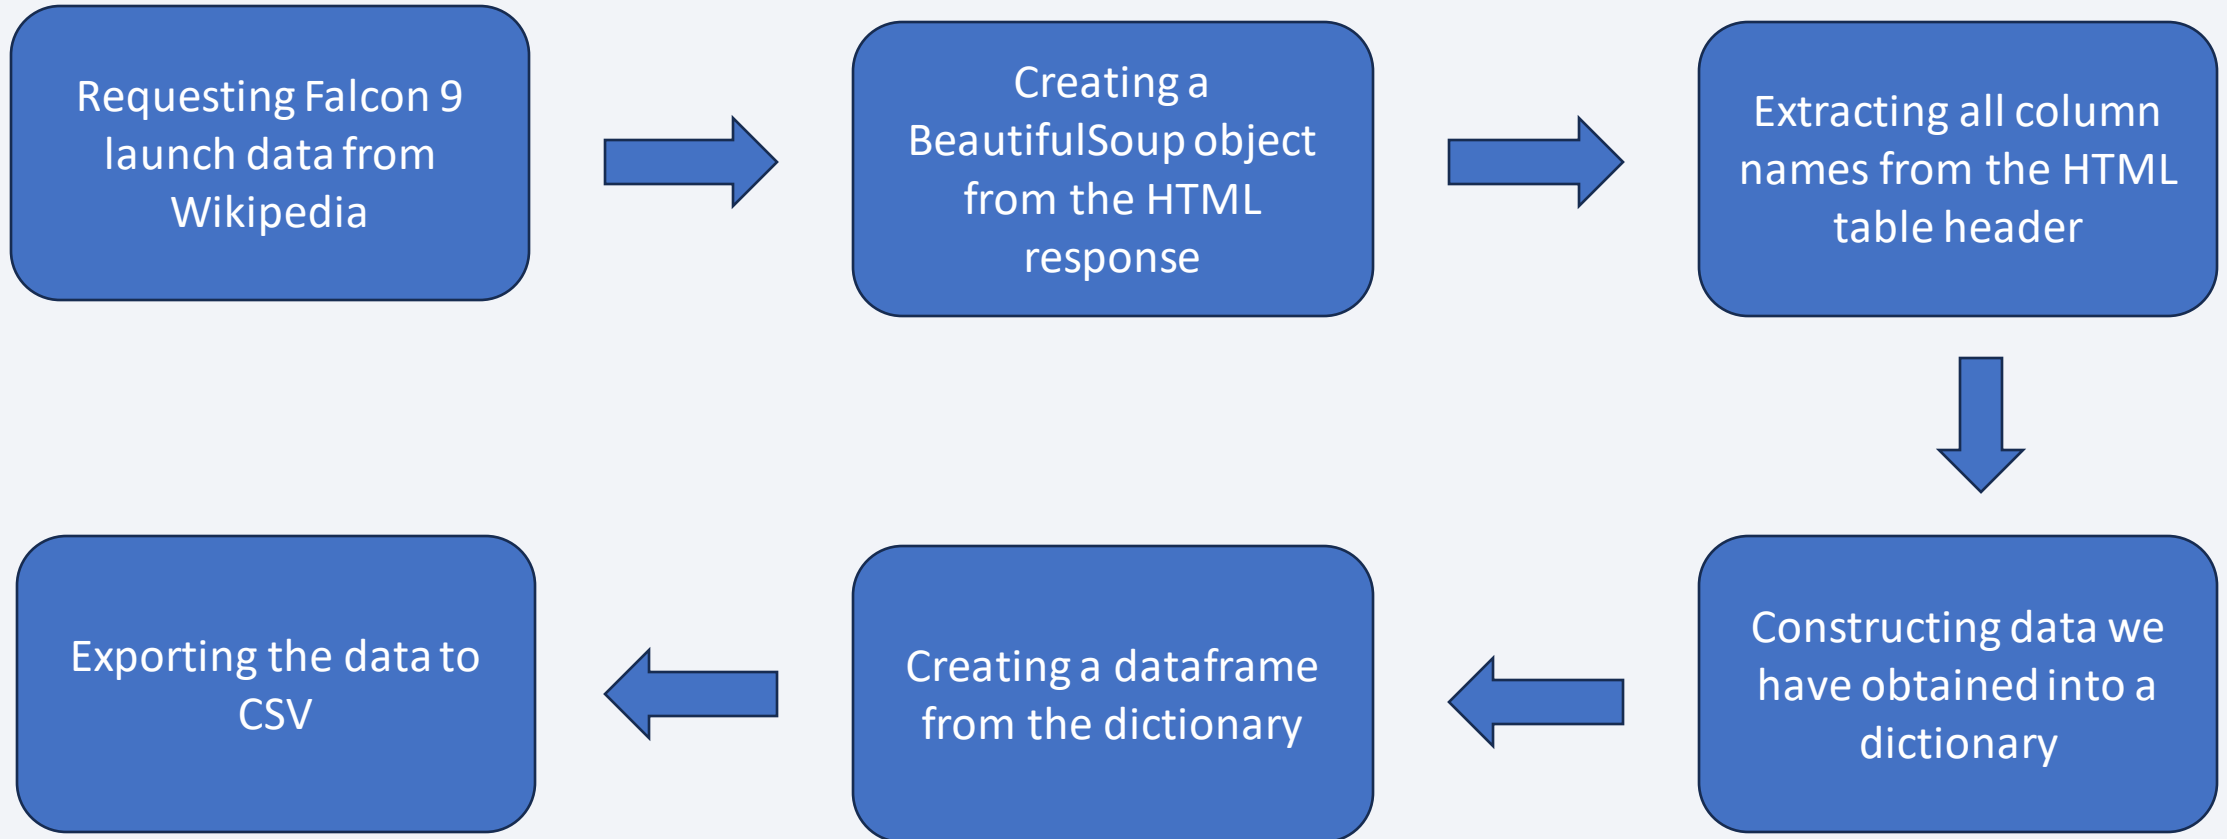 Requesting Falcon 9
launch data from
Wikipedia
Creating a
BeautifulSoup object
from the HTML
response
Extracting all column
names from the HTML
table header
Constructing data we
have obtained into a
dictionary
Creating a dataframe
from the dictionary
Exporting the data to
CSV